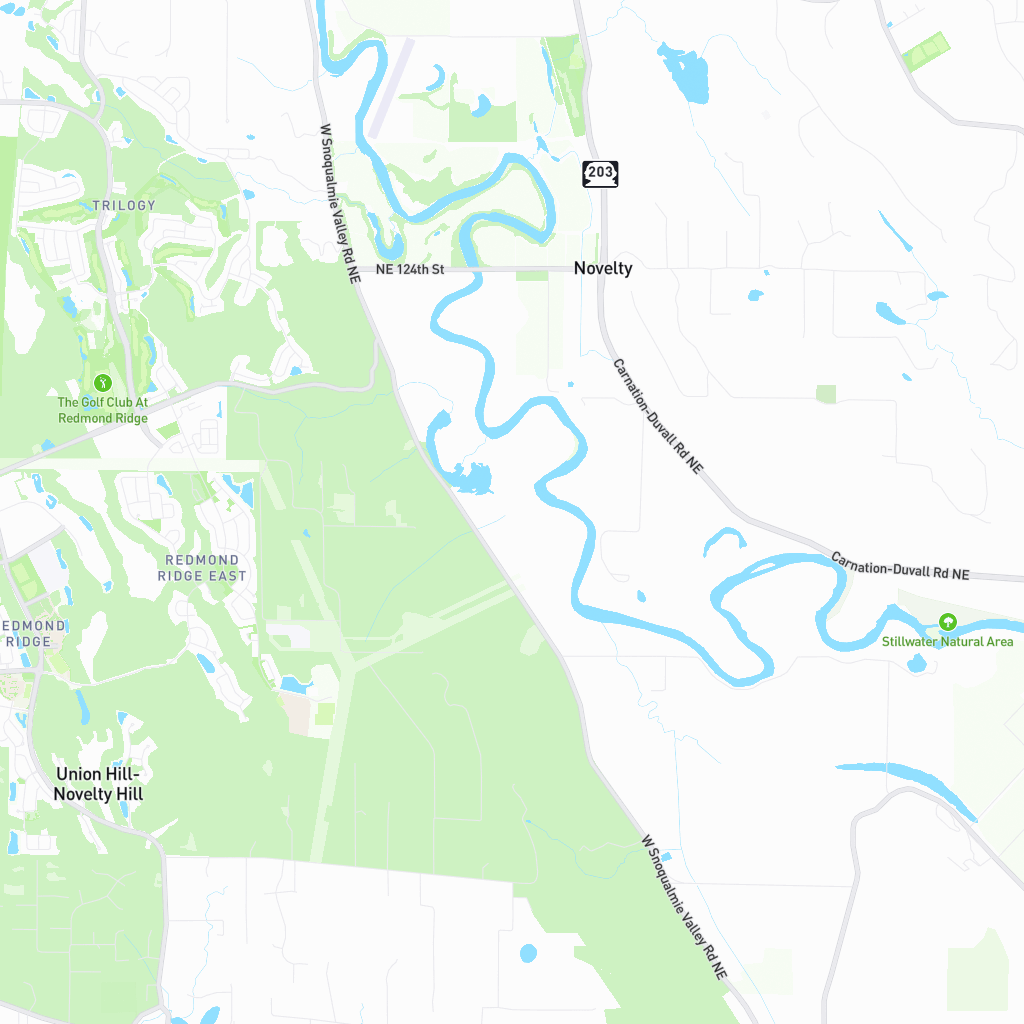 203
W Snoqualmie Valley Rd NE
TRILOGY
NE 124th St
Novelty
The Golf Club At
Redmond Ridge
Carnation-Duvall Rd NE
REDMOND
RIDGE EAST
Carnation-Duvall Rd NE
EDMOND
RIDGE
Stillwater Natural Area
Union Hill-
Novelty Hill
W Snoqualmie Valley Rd NE